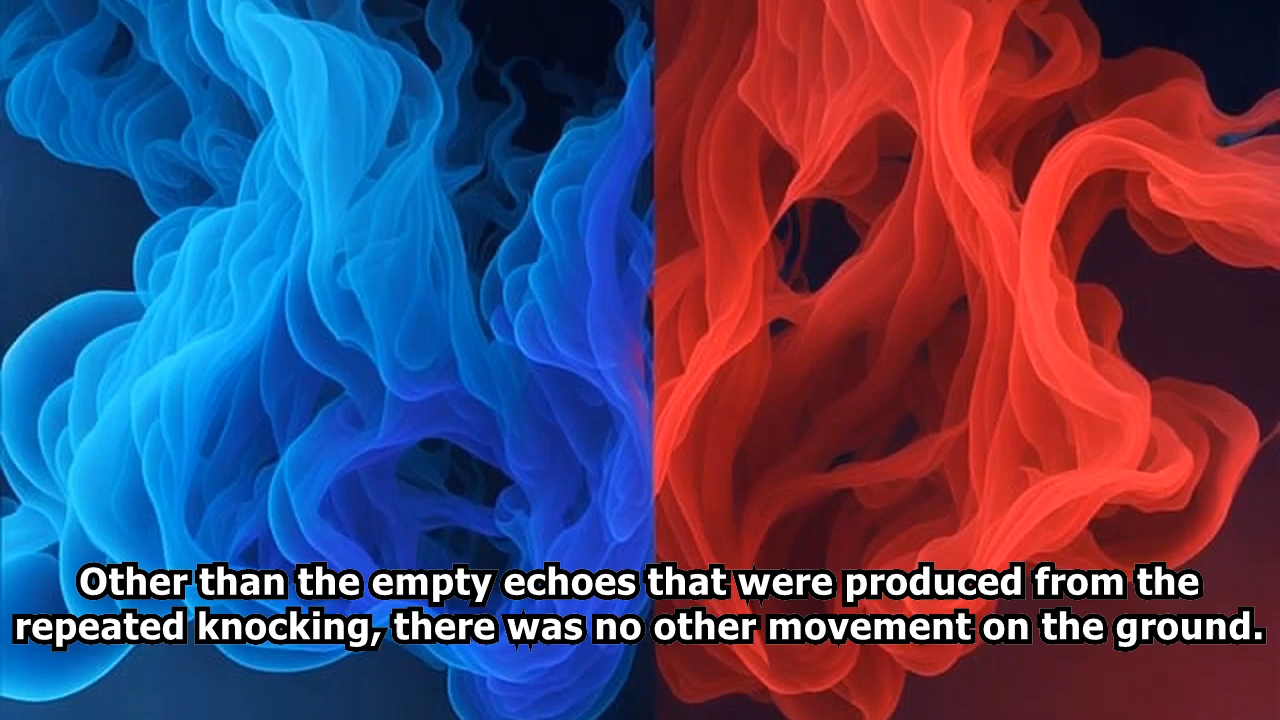 Other than the empty echoes that were produced from the
repeated knocking, there was no other movement on the ground.